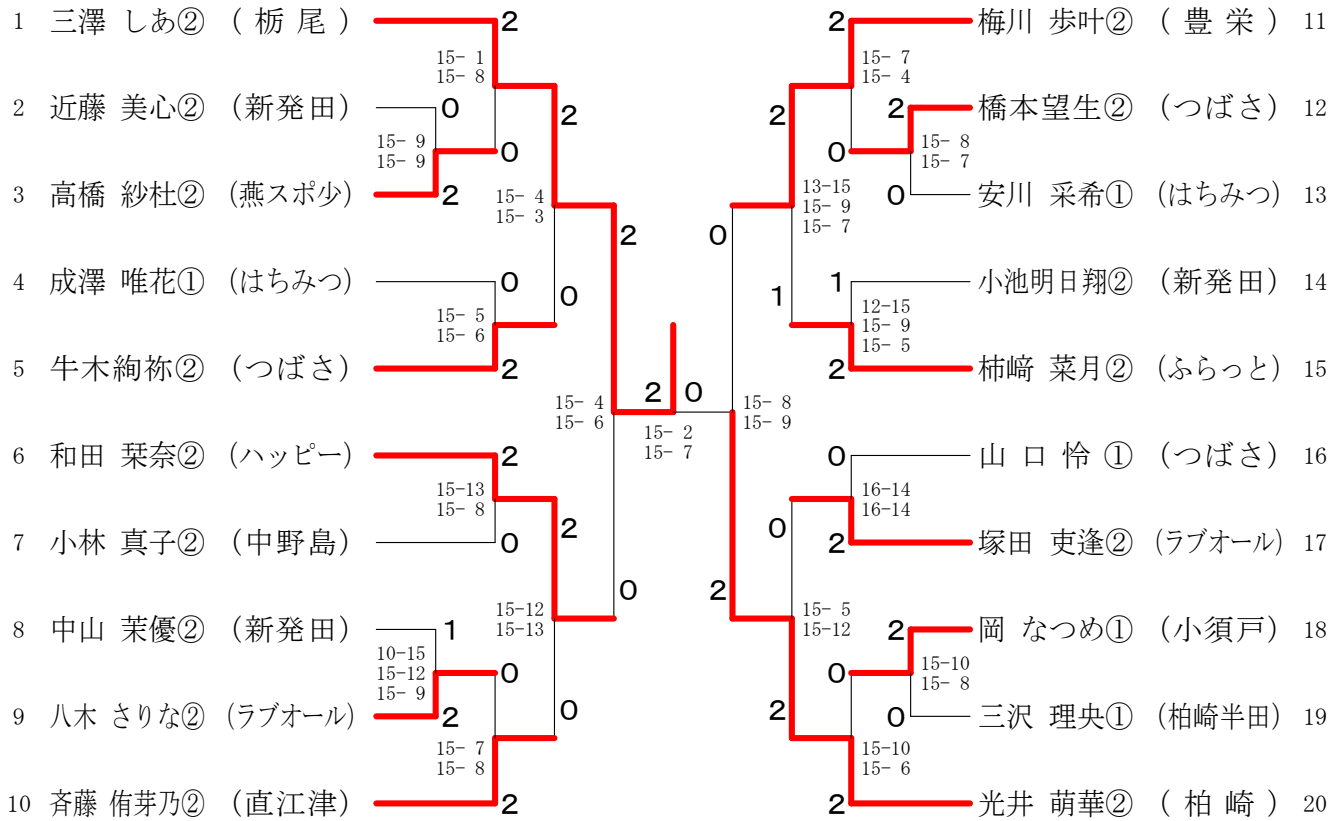 1 三澤 しあ② ( 栃 尾 ) 2
2 梅川 歩叶② ( 豊 栄 ) 11
15- 1
15- 8
15- 7
15- 4
2 近藤 美心② (新発田) 0
2 橋本望生② (つばさ) 12
2
2
15- 9
15- 9
0
0
15- 8
15- 7
3 高橋 紗杜② (燕スポ少) 2
0 安川 采希① (はちみつ) 13
15- 4
15- 3
13-15
15- 9
15- 7
2
0
4 成澤 唯花① (はちみつ) 0
1 小池明日翔② (新発田) 14
0
1
15- 5
15- 6
12-15
15- 9
15- 5
5 牛木絢祢② (つばさ) 2
2 柿﨑 菜月② (ふらっと) 15
15- 4
15- 6
2 0
15- 8
15- 9
15- 2
15- 7
6 和田 栞奈② (ハッピー) 2
0 山 口 怜 ① (つばさ) 16
15-13
15- 8
16-14
16-14
2
0
7 小林 真子② (中野島) 0
2 塚田 吏逢② (ラブオール) 17
0
2
15-12
15-13
15- 5
15-12
8 中山 茉優② (新発田) 1
2 岡 なつめ① (小須戸) 18
10-15
15-12
15- 9
0
0
15-10
15- 8
9 八木 さりな② (ラブオール) 2
0 三沢 理央① (柏崎半田) 19
0
2
15- 7
15- 8
15-10
15- 6
10 斉藤 侑芽乃② (直江津) 2
2 光井 萌華② ( 柏 崎 ) 20